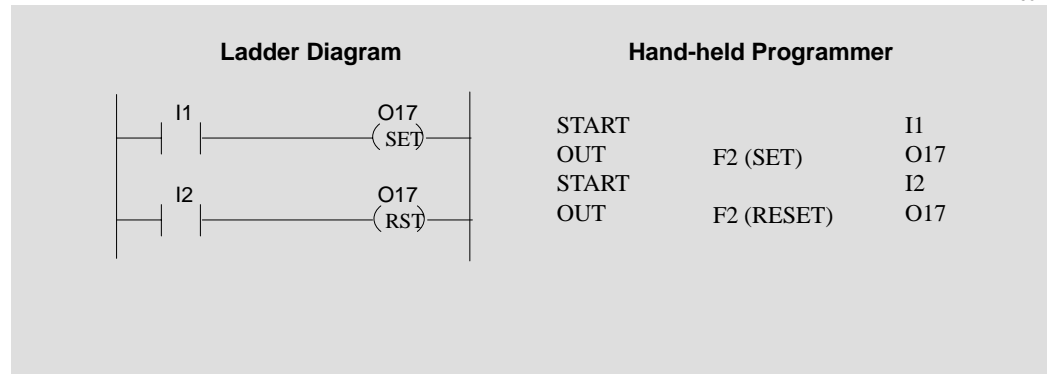 Ladder Diagram
I1
O17
SET
I2
O17
RST
Hand-held Programmer
START I1
OUT F2 (SET) O17
START I2
OUT F2 (RESET) O17